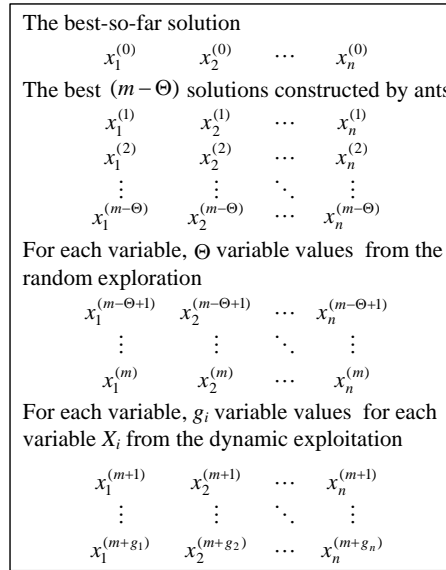 The best-so-far solution
x_1^{(0)} x_2^{(0)} ⋯ x_n^{(0)}
The best (m−Θ) solutions constructed by ants
x_1^{(1)} x_2^{(1)} ⋯ x_n^{(1)}
x_1^{(2)} x_2^{(2)} ⋯ x_n^{(2)}
⋮ ⋮ ⋱ ⋮
x_1^{(m−Θ)} x_2^{(m−Θ)} ⋯ x_n^{(m−Θ)}
For each variable, Θ variable values from the
random exploration
x_1^{(m−Θ+1)} x_2^{(m−Θ+1)} ⋯ x_n^{(m−Θ+1)}
⋮ ⋮ ⋱ ⋮
x_1^{(m)} x_2^{(m)} ⋯ x_n^{(m)}
For each variable, g_i variable values for each
variable X_i from the dynamic exploitation
x_1^{(m+1)} x_2^{(m+1)} ⋯ x_n^{(m+1)}
⋮ ⋮ ⋱ ⋮
x_1^{(m+g_1)} x_2^{(m+g_2)} ⋯ x_n^{(m+g_n)}